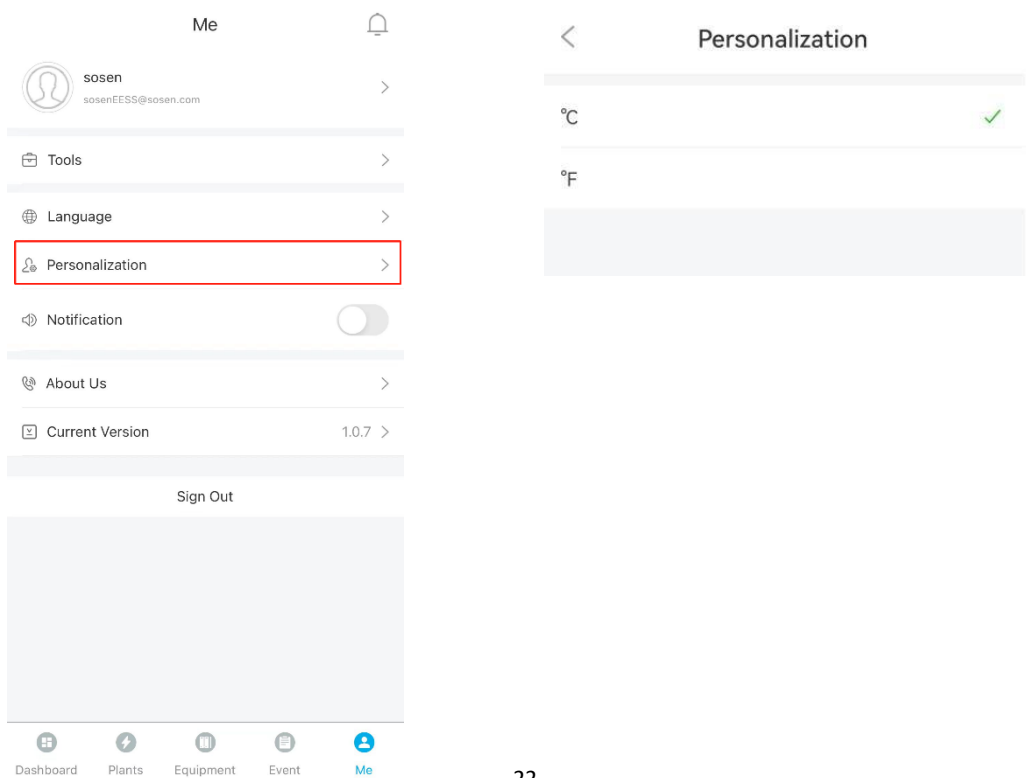 Me
sosen
sosenEESS@sosen.com
Tools
Language
Personalization
Notification
About Us
Current Version 1.0.7
Sign Out
Dashboard Plants Equipment Event Me
Personalization
℃
℉
22